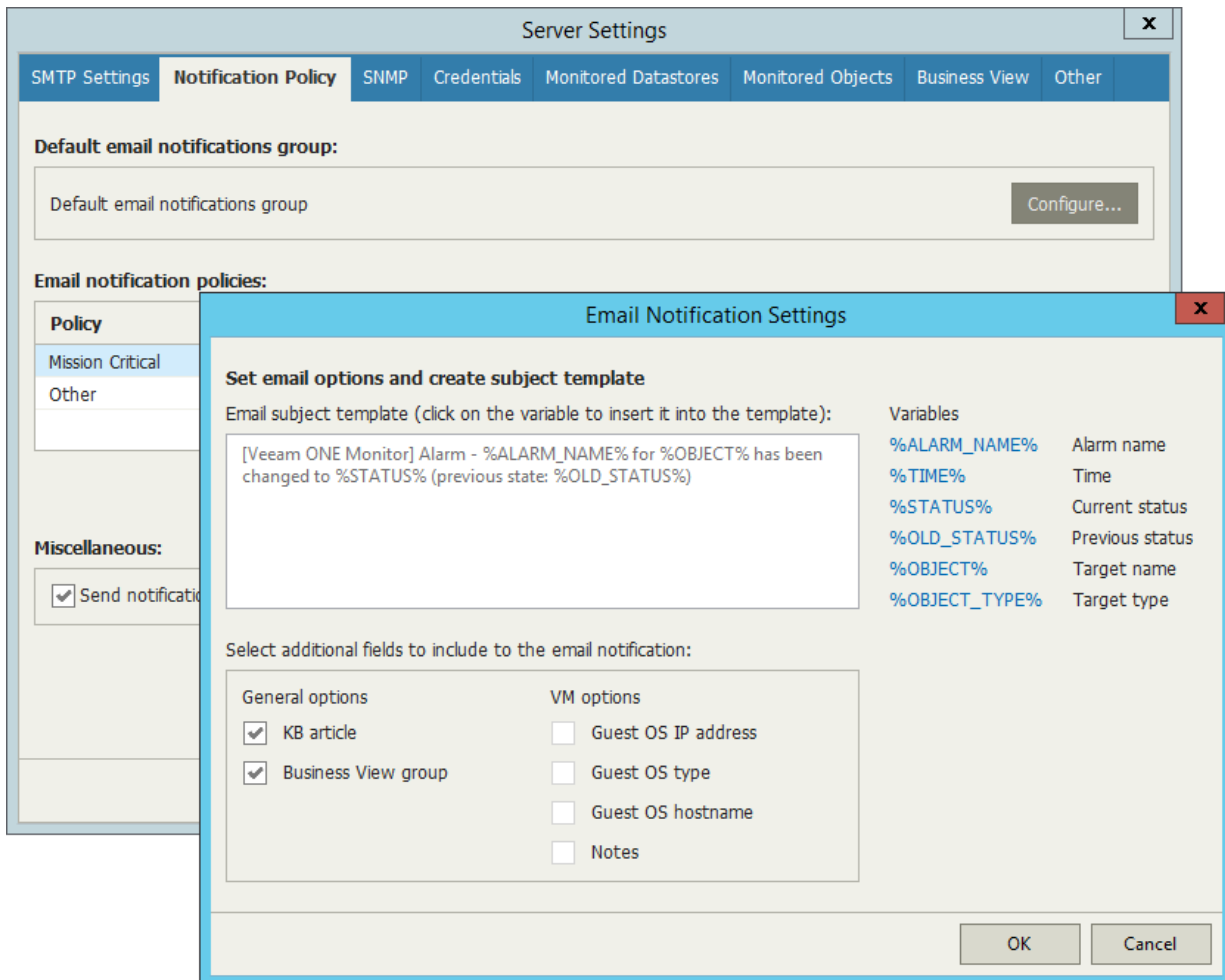 Server Settings
x
SMTP Settings Notification Policy SNMP Credentials Monitored Datastores Monitored Objects Business View Other
Default email notifications group:
Default email notifications group Configure...
Email notification policies:
Policy
Mission Critical
Other
Miscellaneous:
Send
Email Notification Settings
x
Set email options and create subject template
Email subject template (click on the variable to insert it into the template):
[Veeam ONE Monitor] Alarm - %ALARM_NAME% for %OBJECT% has been
changed to %STATUS% (previous state: %OLD_STATUS%)
Variables
%ALARM_NAME% Alarm name
%TIME% Time
%STATUS% Current status
%OLD_STATUS% Previous status
%OBJECT% Target name
%OBJECT_TYPE% Target type
Select additional fields to include to the email notification:
General options
KB article
Business View group
VM options
Guest OS IP address
Guest OS type
Guest OS hostname
Notes
OK Cancel